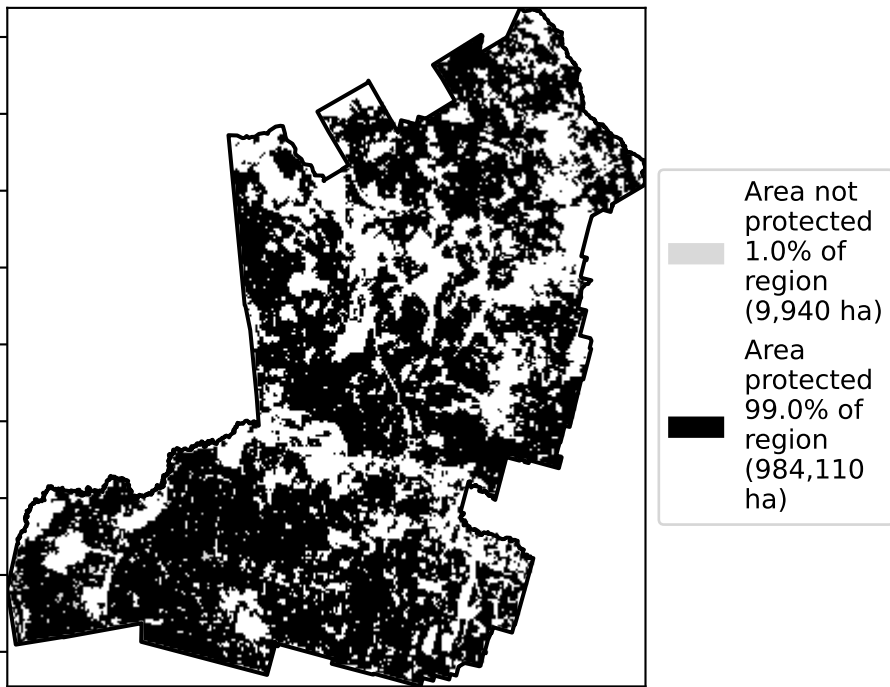 Area not
protected
1.0% of
region
(9,940 ha)
Area
protected
99.0% of
region
(984,110
ha)